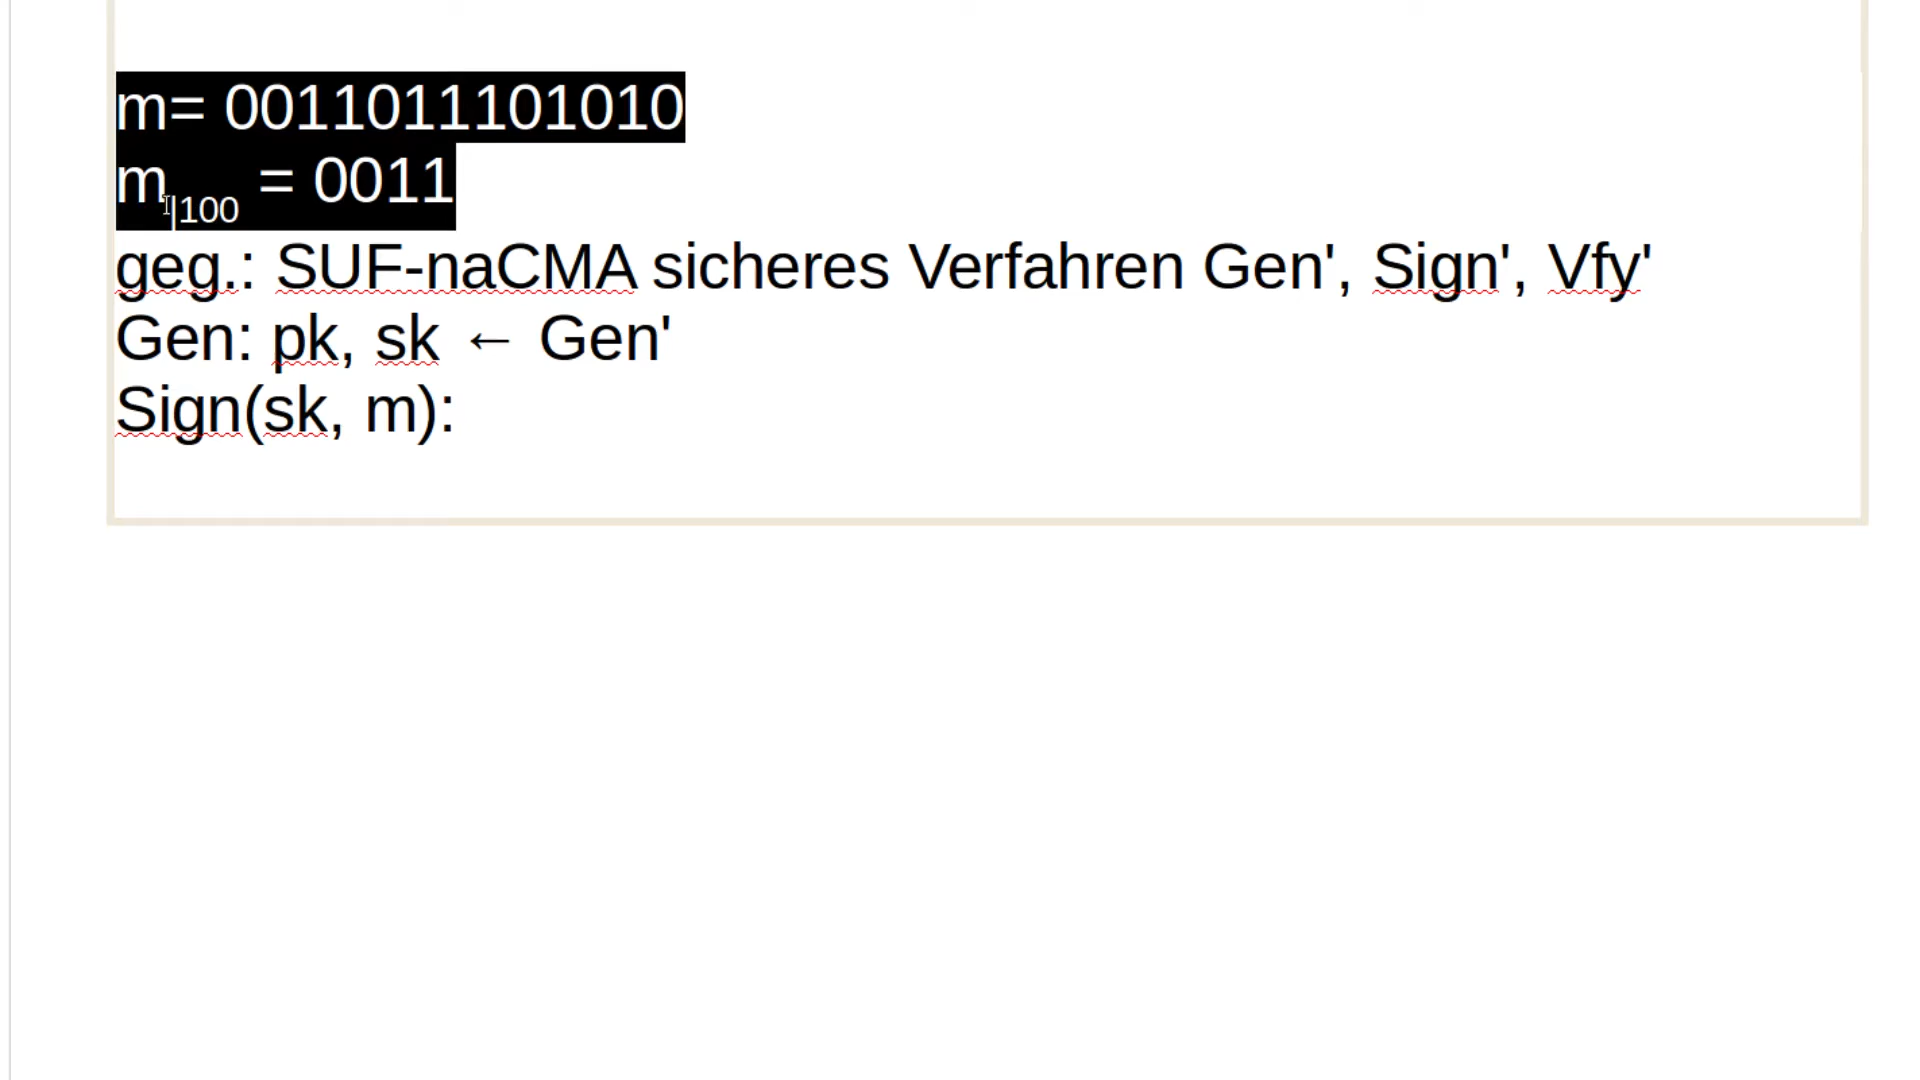 m= 0011011101010
m|100 = 0011
geg.: SUF-naCMA sicheres Verfahren Gen', Sign', Vfy'
Gen: pk, sk ← Gen'
Sign(sk, m):